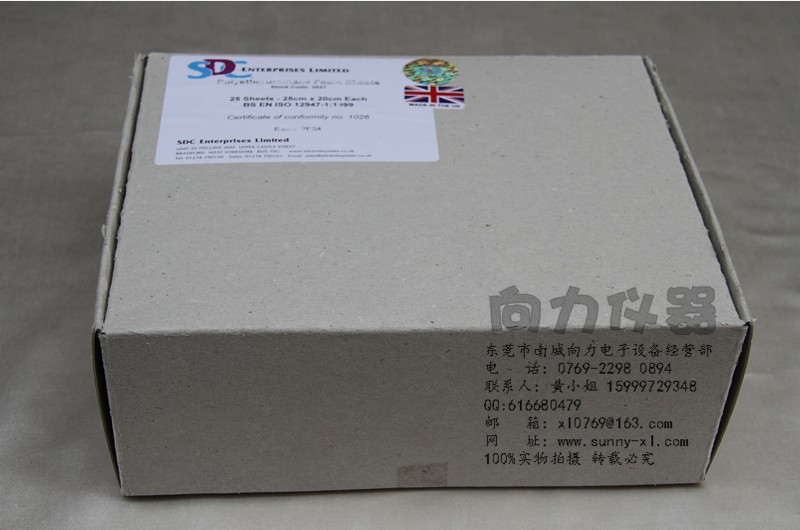 SDC ENTERPRISES LIMITED
Polyetherurethane Foam Sheets
Stock Code:
25 Sheets - 25cm x 20cm Each
BS EN ISO 12947-1:1999
Certificate of conformity no. 1026
SDC Enterprises Limited
MADE IN THE UK
向力仪器
东莞市南城向力电子设备经营部
电 - 话: 0769-2298 0894
联系人: 黄小姐 15999729348
QQ:616680479
邮 箱: xl0769@163.com
网 址: www.sunny-xl.com
100%实物拍摄 转载必究